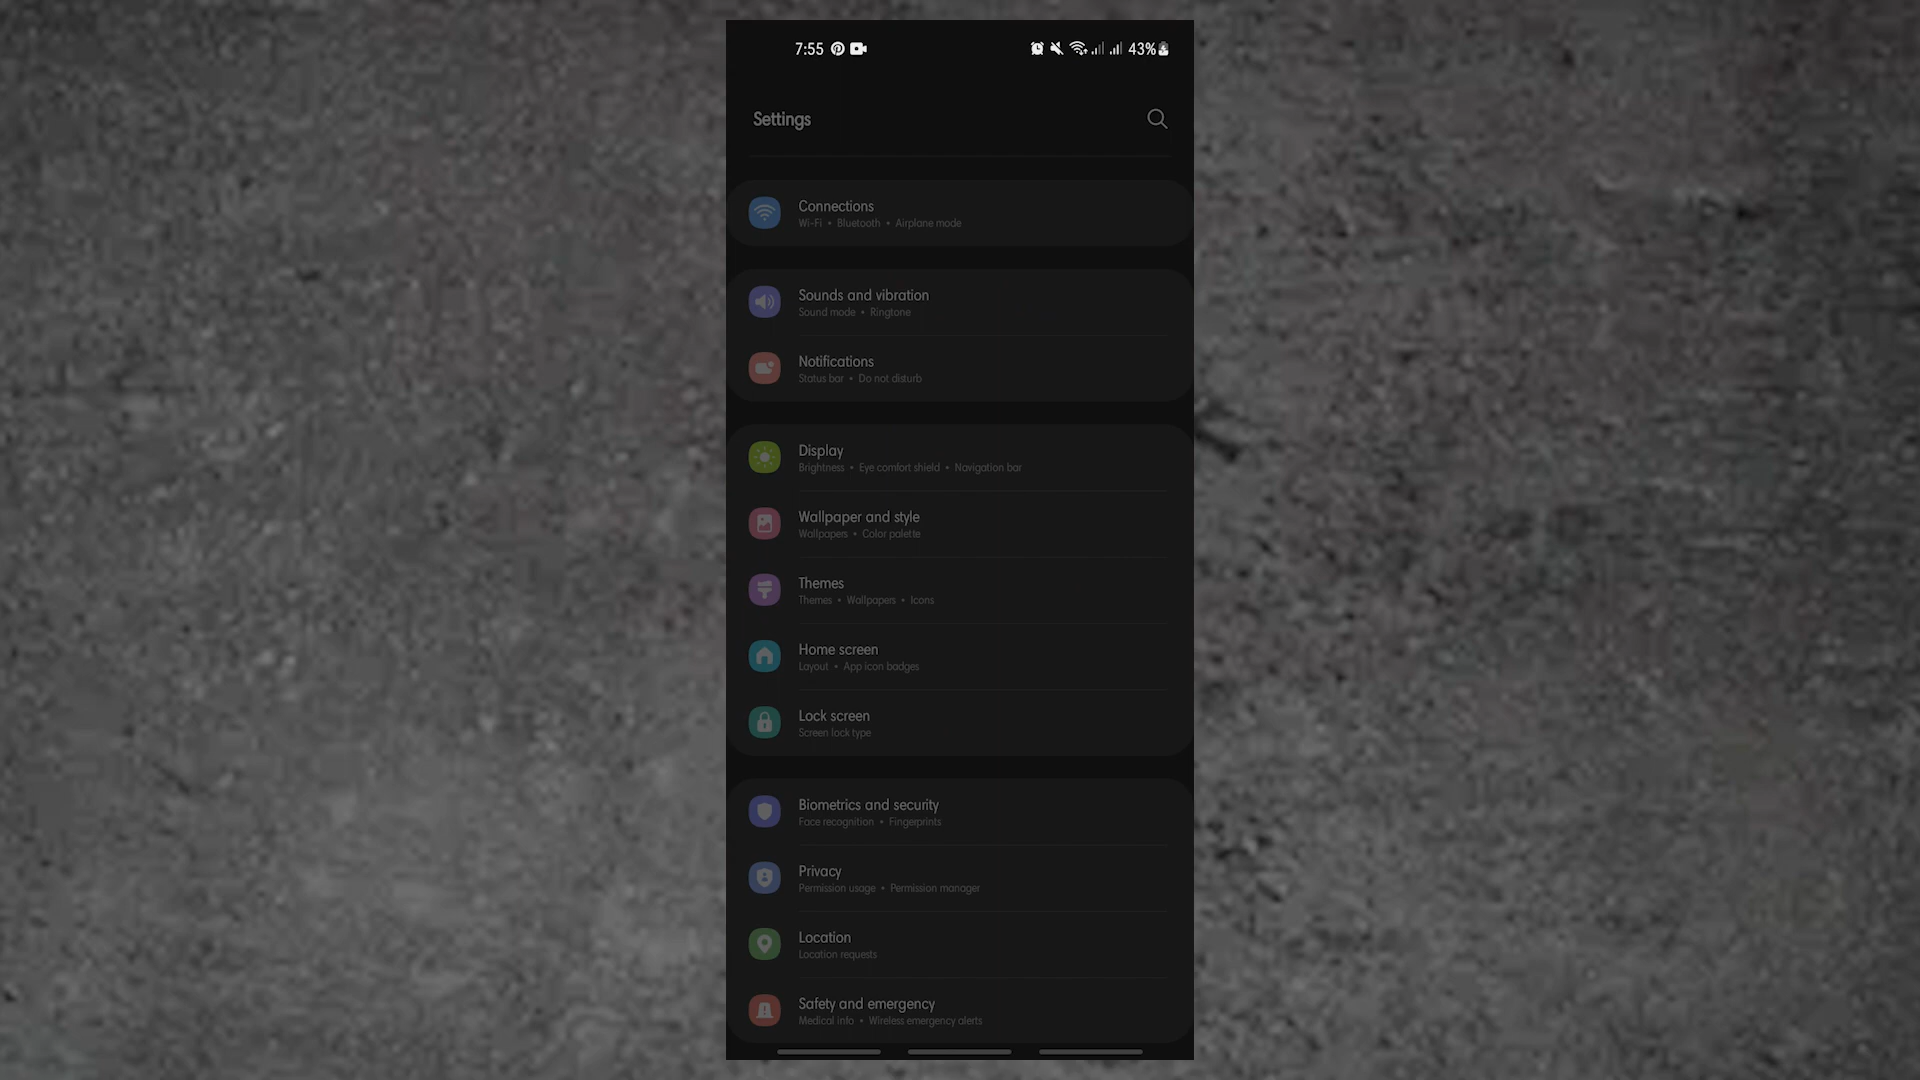 7:55 43%
Settings
Connections
Wi-Fi • Bluetooth • Airplane mode
Sounds and vibration
Sound mode • Ringtone
Notifications
Status bar • Do not disturb
Display
Brightness • Eye comfort shield • Navigation bar
Wallpaper and style
Wallpapers • Color palette
Themes
Themes • Wallpapers • Icons
Home screen
Layout • App icon badges
Lock screen
Screen lock type
Biometrics and security
Face recognition • Fingerprints
Privacy
Permission usage • Permission manager
Location
Location requests
Safety and emergency
Medical info • Wireless emergency alerts